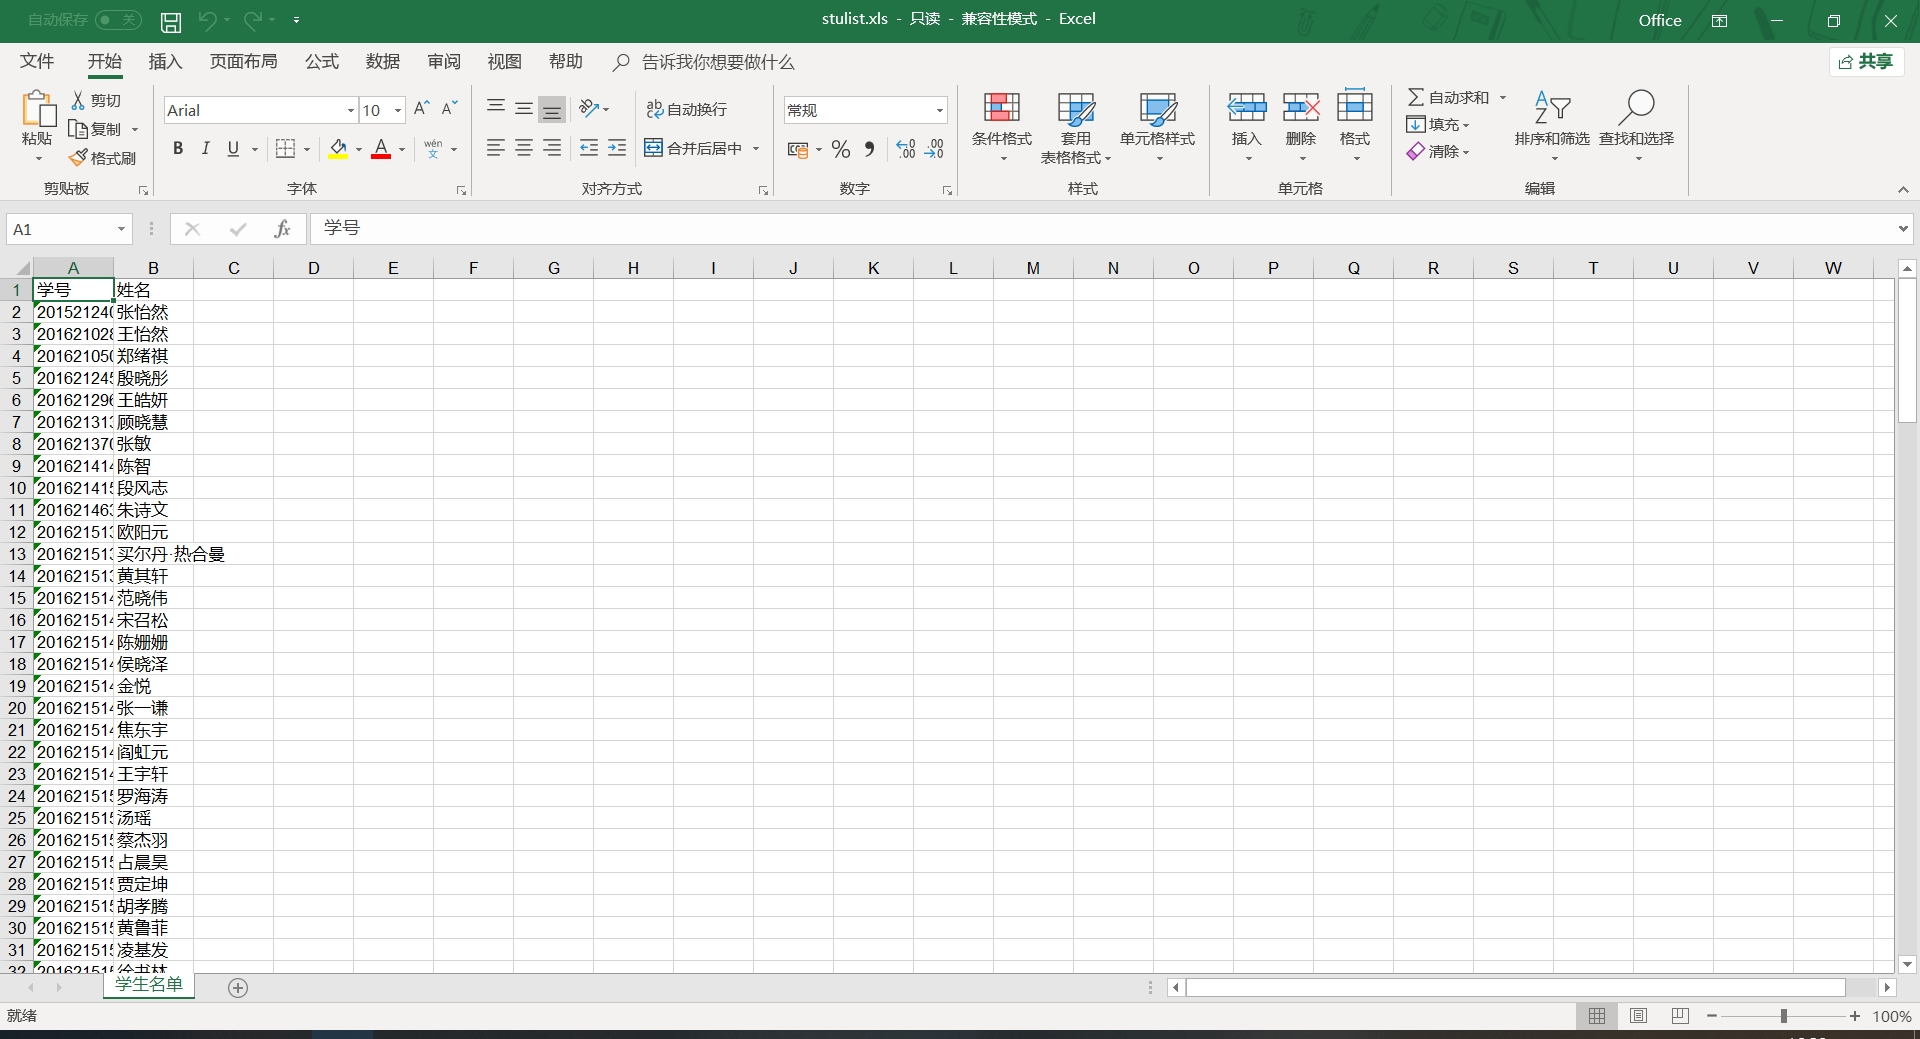 自动保存 关 stulist.xls - 只读 - 兼容性模式 - Excel Office
文件 开始 插入 页面布局 公式 数据 审阅 视图 帮助 告诉我你想要做什么 共享
粘贴 剪切 复制 格式刷 剪贴板
Arial 10 B I U A wén 文 字体
自动换行 合并后居中 对齐方式
常规 % 数字
条件格式 套用 表格格式 单元格样式 样式
插入 删除 格式 单元格
自动求和 填充 清除 排序和筛选 查找和选择 编辑
A1 fx 学号
A B C D E F G H I J K L M N O P Q R S T U V W
1 学号 姓名
2 20152124 张怡然
3 20162102 王怡然
4 20162105 郑绪祺
5 20162124 殷晓彤
6 20162129 王皓妍
7 20162131 顾晓慧
8 20162137 张敏
9 20162141 陈智
10 20162141 段风志
11 20162146 朱诗文
12 20162151 欧阳元
13 20162151 买尔丹·热合曼
14 20162151 黄其轩
15 20162151 范晓伟
16 20162151 宋召松
17 20162151 陈姗姗
18 20162151 侯晓泽
19 20162151 金悦
20 20162151 张一谦
21 20162151 焦东宇
22 20162151 阎虹元
23 20162151 王宇轩
24 20162151 罗海涛
25 20162151 汤瑶
26 20162151 蔡杰羽
27 20162151 占晨昊
28 20162151 贾定坤
29 20162151 胡孝腾
30 20162151 黄鲁菲
31 20162151 凌基发
32 20162151
学生名单
就绪 100%